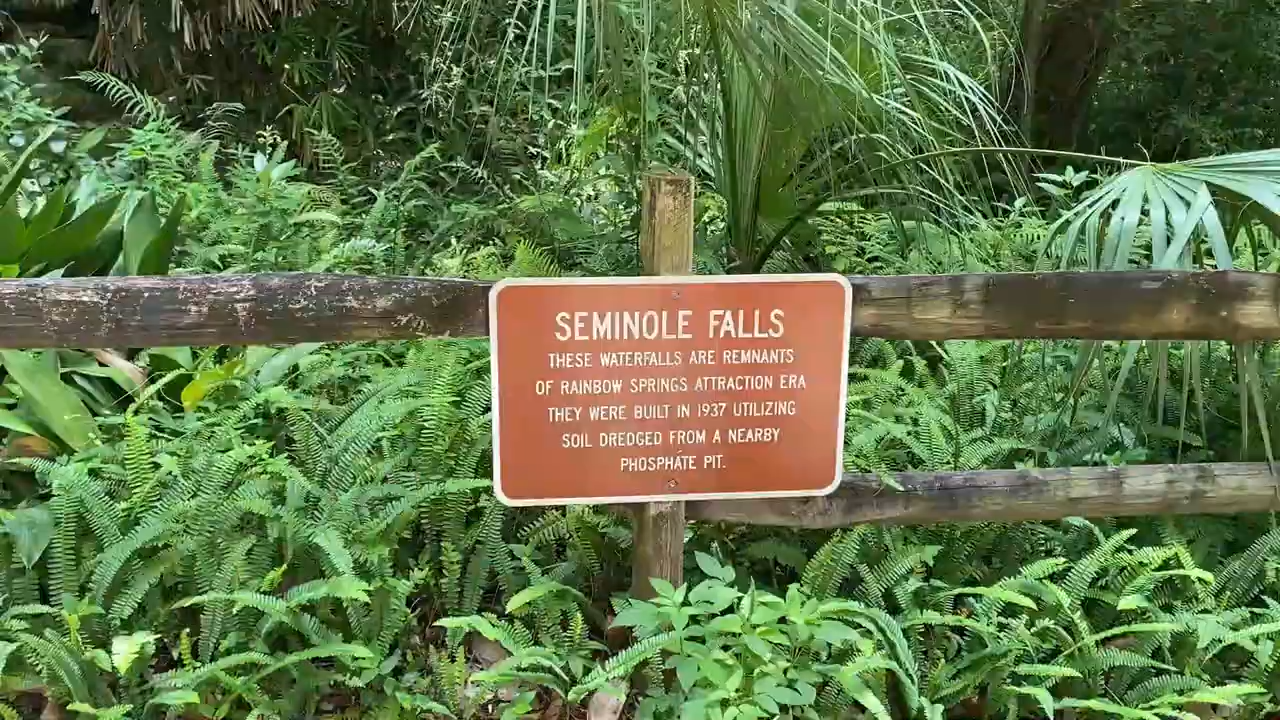 SEMINOLE FALLS
THESE WATERFALLS ARE REMNANTS
OF RAINBOW SPRINGS ATTRACTION ERA
THEY WERE BUILT IN 1937 UTILIZING
SOIL DREDGED FROM A NEARBY
PHOSPHATE PIT.